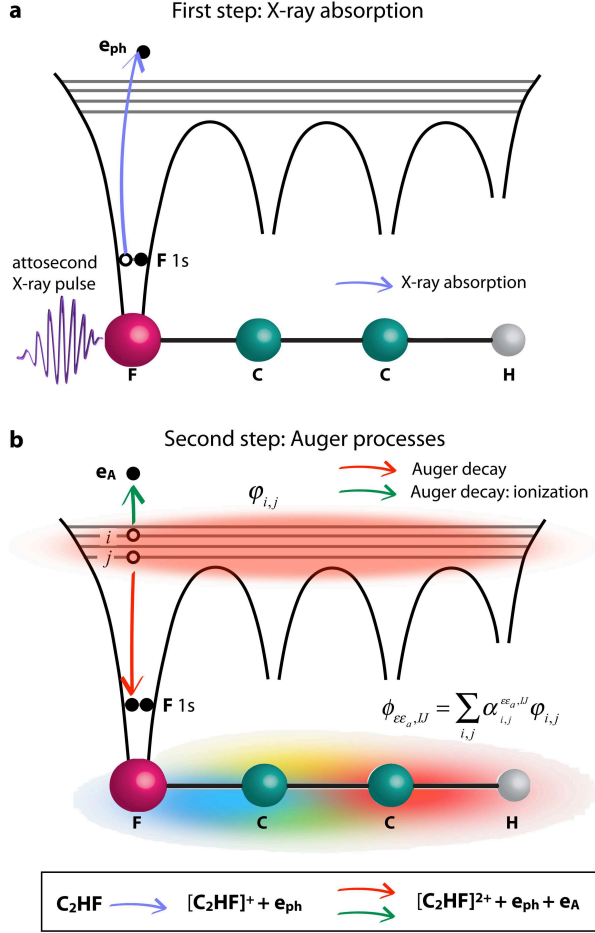 a
First step: X-ray absorption
eph
F 1s
attosecond
X-ray pulse
X-ray absorption
F C C H
b
Second step: Auger processes
eA
φi,j
Auger decay
Auger decay: ionization
i
j
F 1s
ϕεεa,IJ = ∑i,j αi,jεεa,IJ φi,j
F C C H
C2HF [C2HF]+ + eph [C2HF]2+ + eph + eA